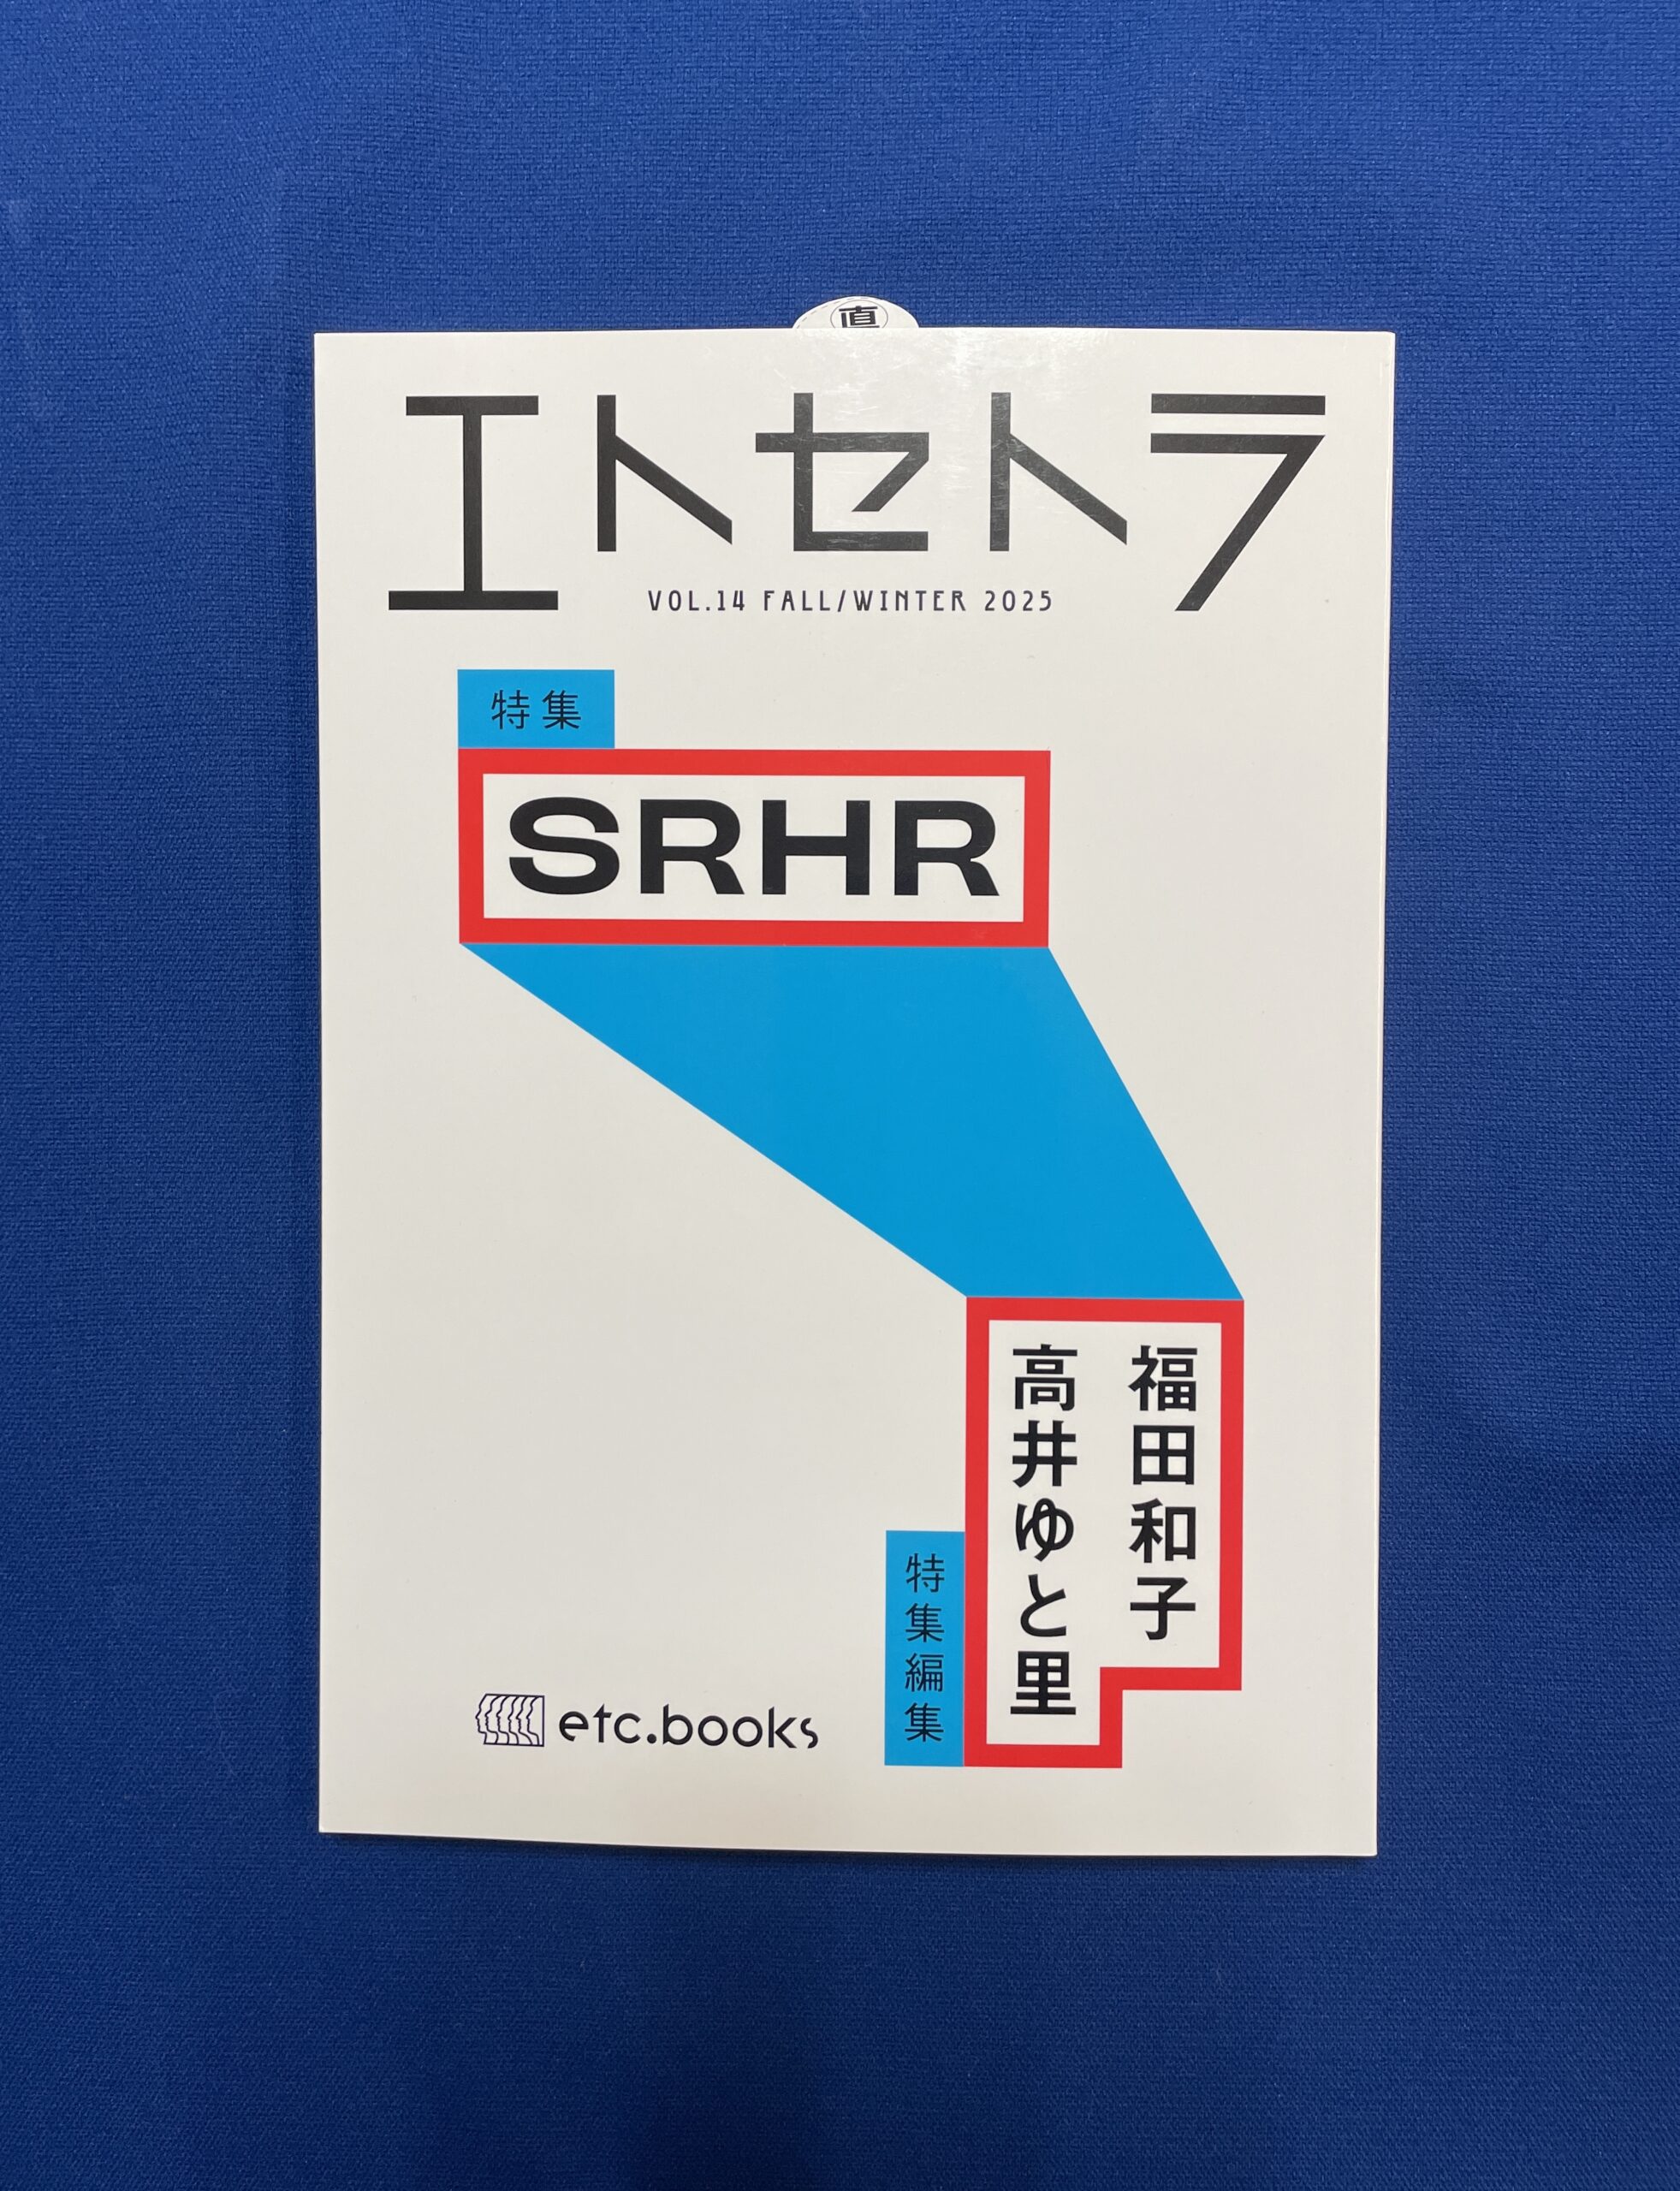 直
エトセトラ
VOL.14 FALL/WINTER 2025
特集
SRHR
福田和子
高井ゆと里
特集編集
etc.books